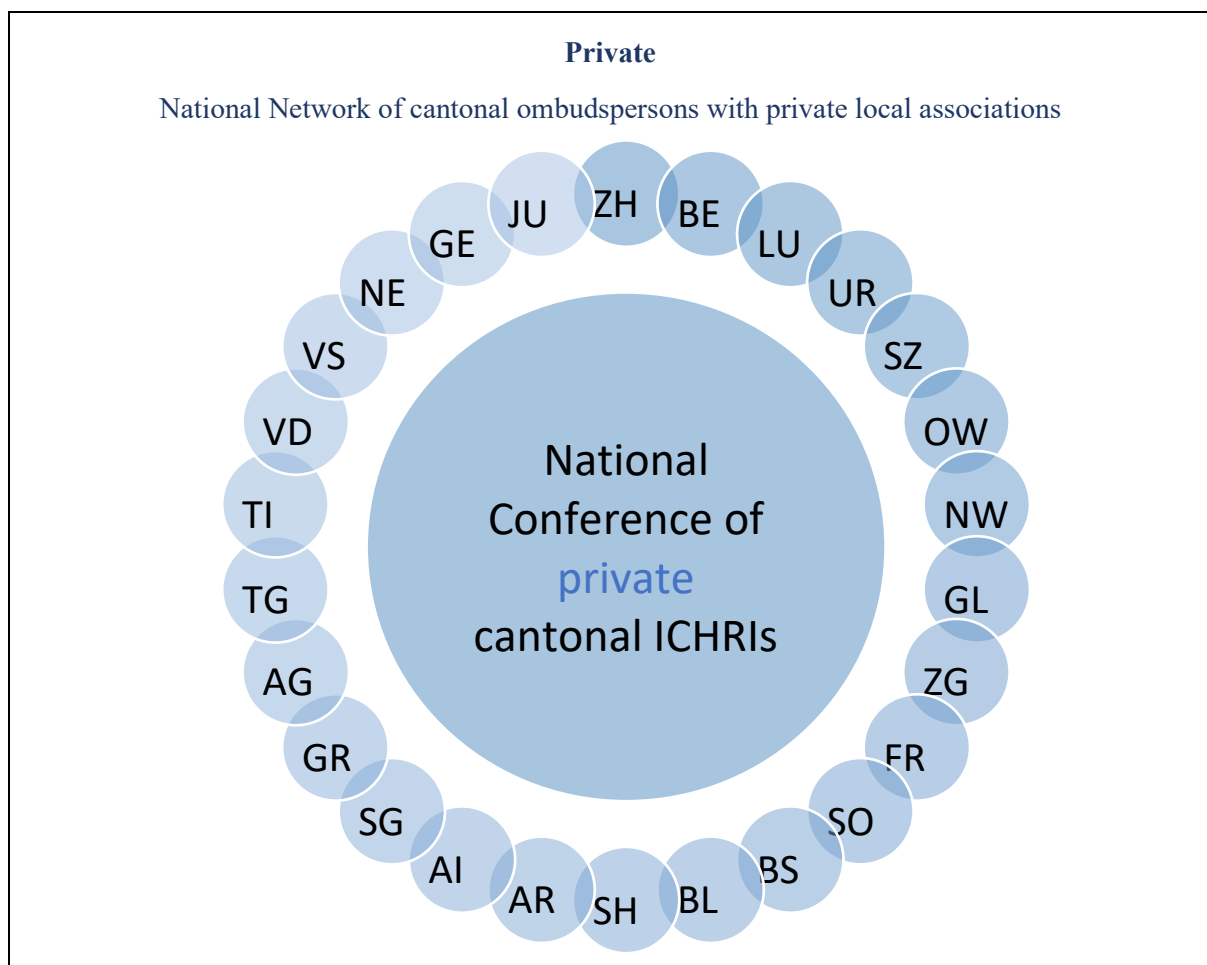 Private
National Network of cantonal ombudspersons with private local associations
ZH
BE
LU
UR
SZ
OW
NW
GL
ZG
FR
SO
BS
BL
SH
AR
AI
SG
GR
AG
TG
TI
VD
VS
NE
GE
JU
National
Conference of
private
cantonal ICHRIs